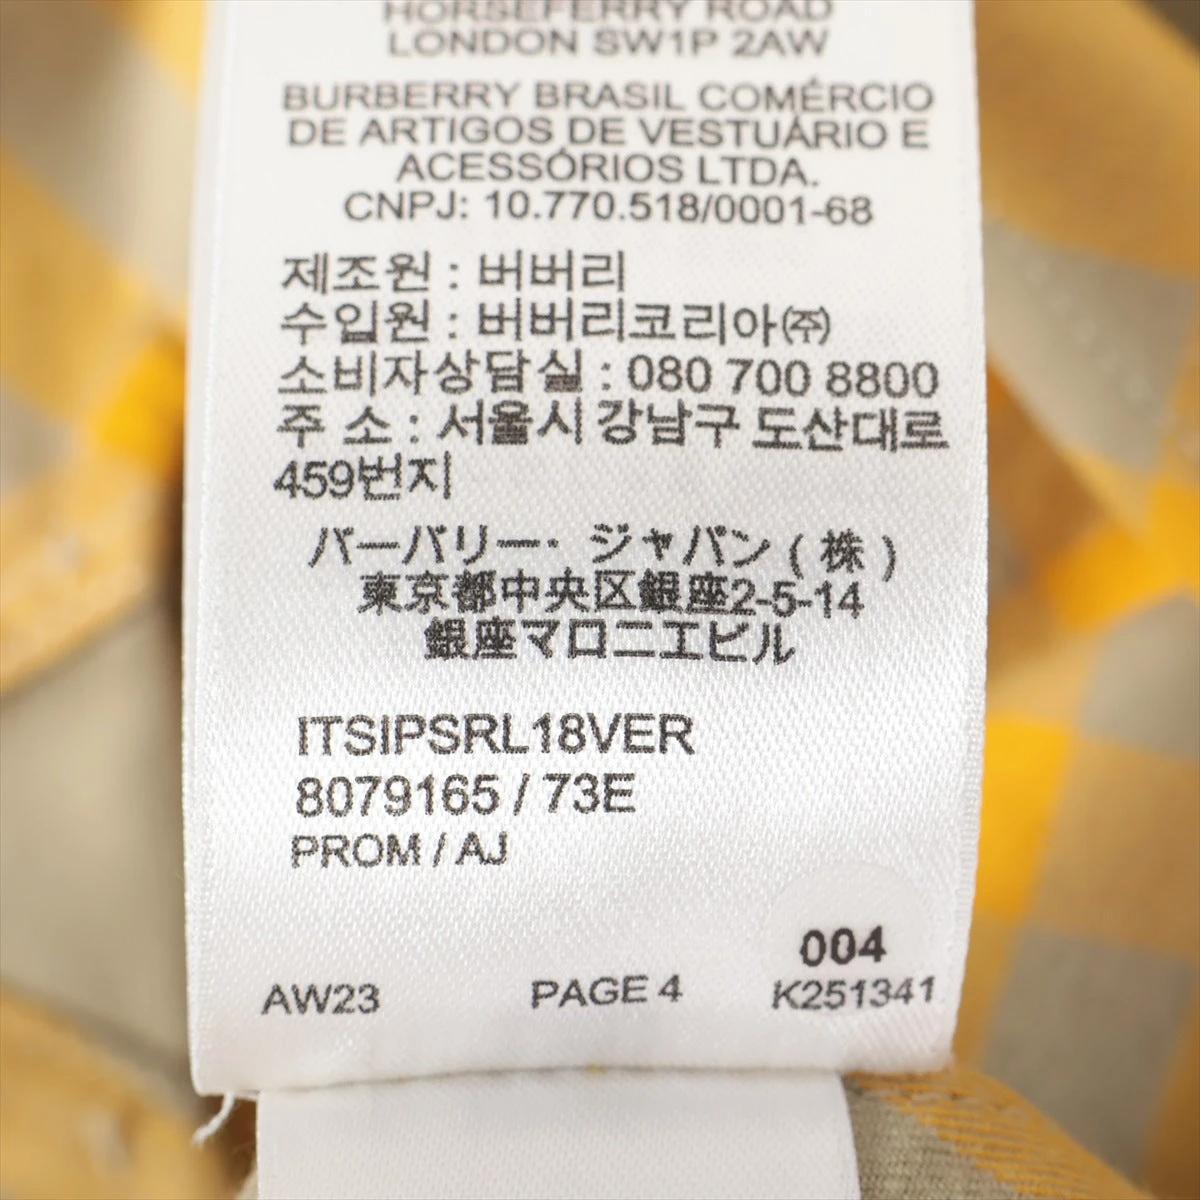 HORSEFERRY ROAD
LONDON SW1P 2AW
BURBERRY BRASIL COMÉRCIO
DE ARTIGOS DE VESTUÁRIO E
ACESSÓRIOS LTDA.
CNPJ: 10.770.518/0001-68
제조원 : 버버리
수입원 : 버버리코리아㈜
소비자상담실 : 080 700 8800
주 소 : 서울시 강남구 도산대로
459번지
バーバリー・ジャパン ( 株 )
東京都中央区銀座2-5-14
銀座マロニエビル
ITSIPSRL18VER
8079165 / 73E
PROM / AJ
004
AW23 PAGE 4 K251341